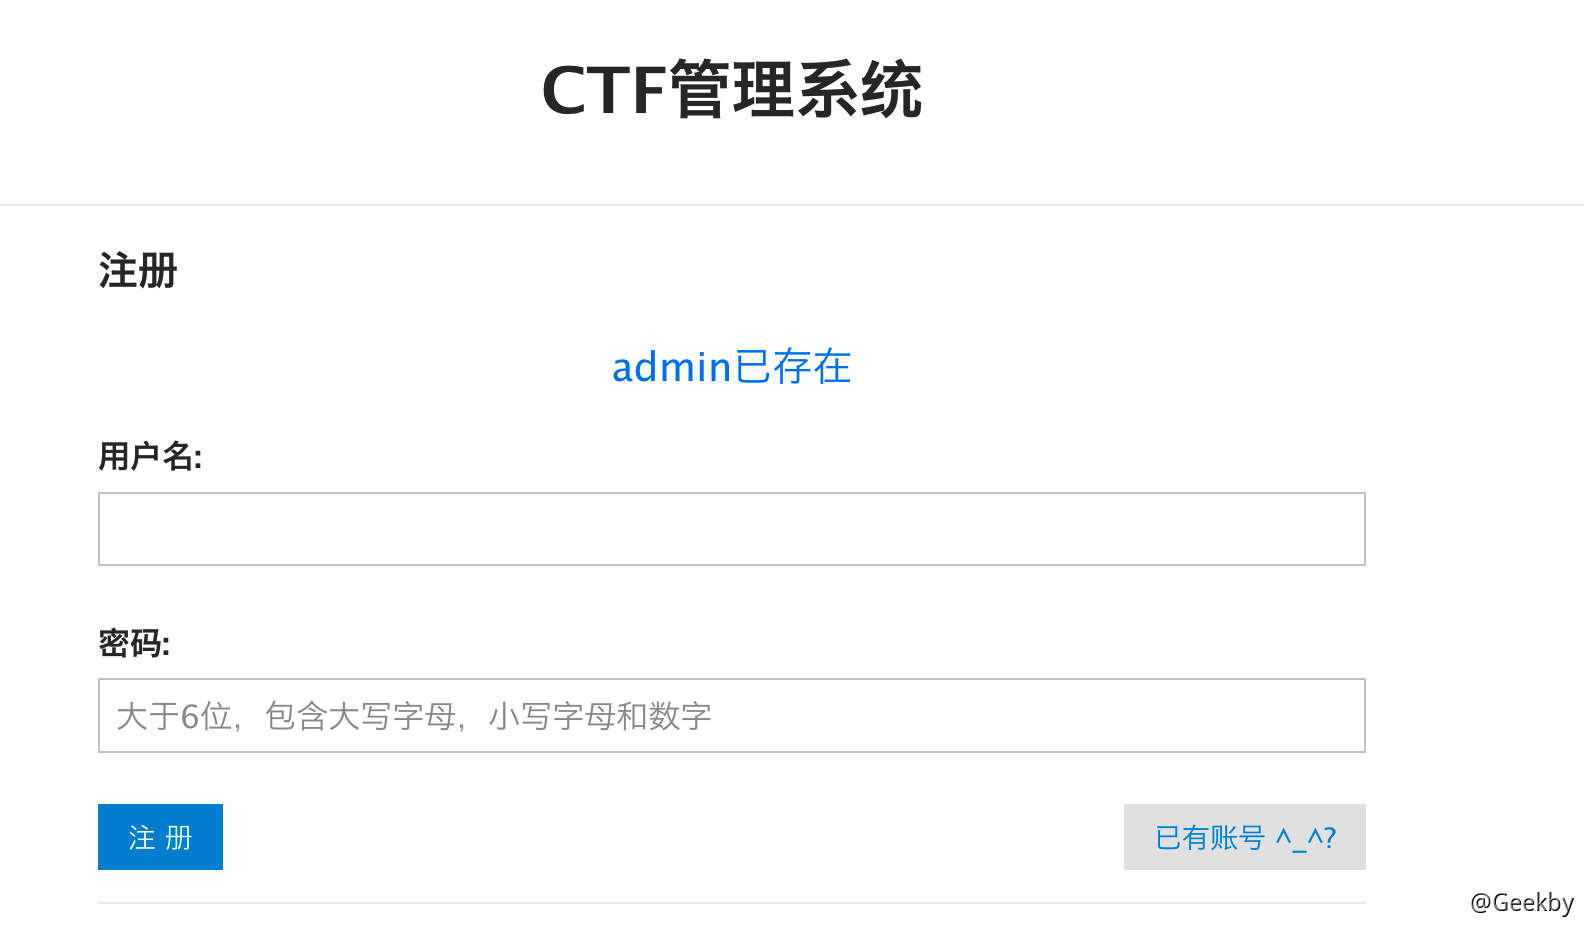 CTF管理系统
注册
admin已存在
用户名:
密码:
大于6位，包含大写字母，小写字母和数字
注 册
已有账号 ^_^?
@Geekby